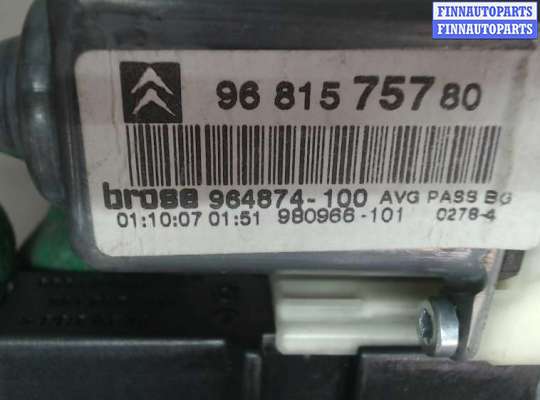 FINNAUTOPARTS
FINNAUTOPARTS
FINNAUTOPARTS
96 815 757 80
brose 964874-100 AVG PASS BG
01:10:07 01:51 980966-101 0278-4